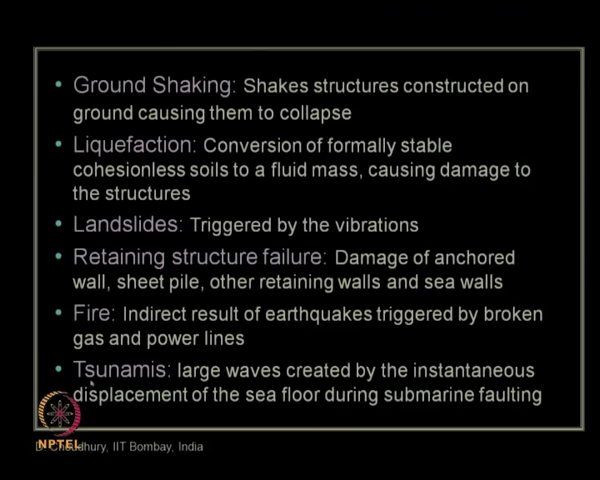 • Ground Shaking: Shakes structures constructed on
ground causing them to collapse
• Liquefaction: Conversion of formally stable
cohesionless soils to a fluid mass, causing damage to
the structures
• Landslides: Triggered by the vibrations
• Retaining structure failure: Damage of anchored
wall, sheet pile, other retaining walls and sea walls
• Fire: Indirect result of earthquakes triggered by broken
gas and power lines
• Tsunamis: large waves created by the instantaneous
displacement of the sea floor during submarine faulting
NPTEL
Choudhury, IIT Bombay, India